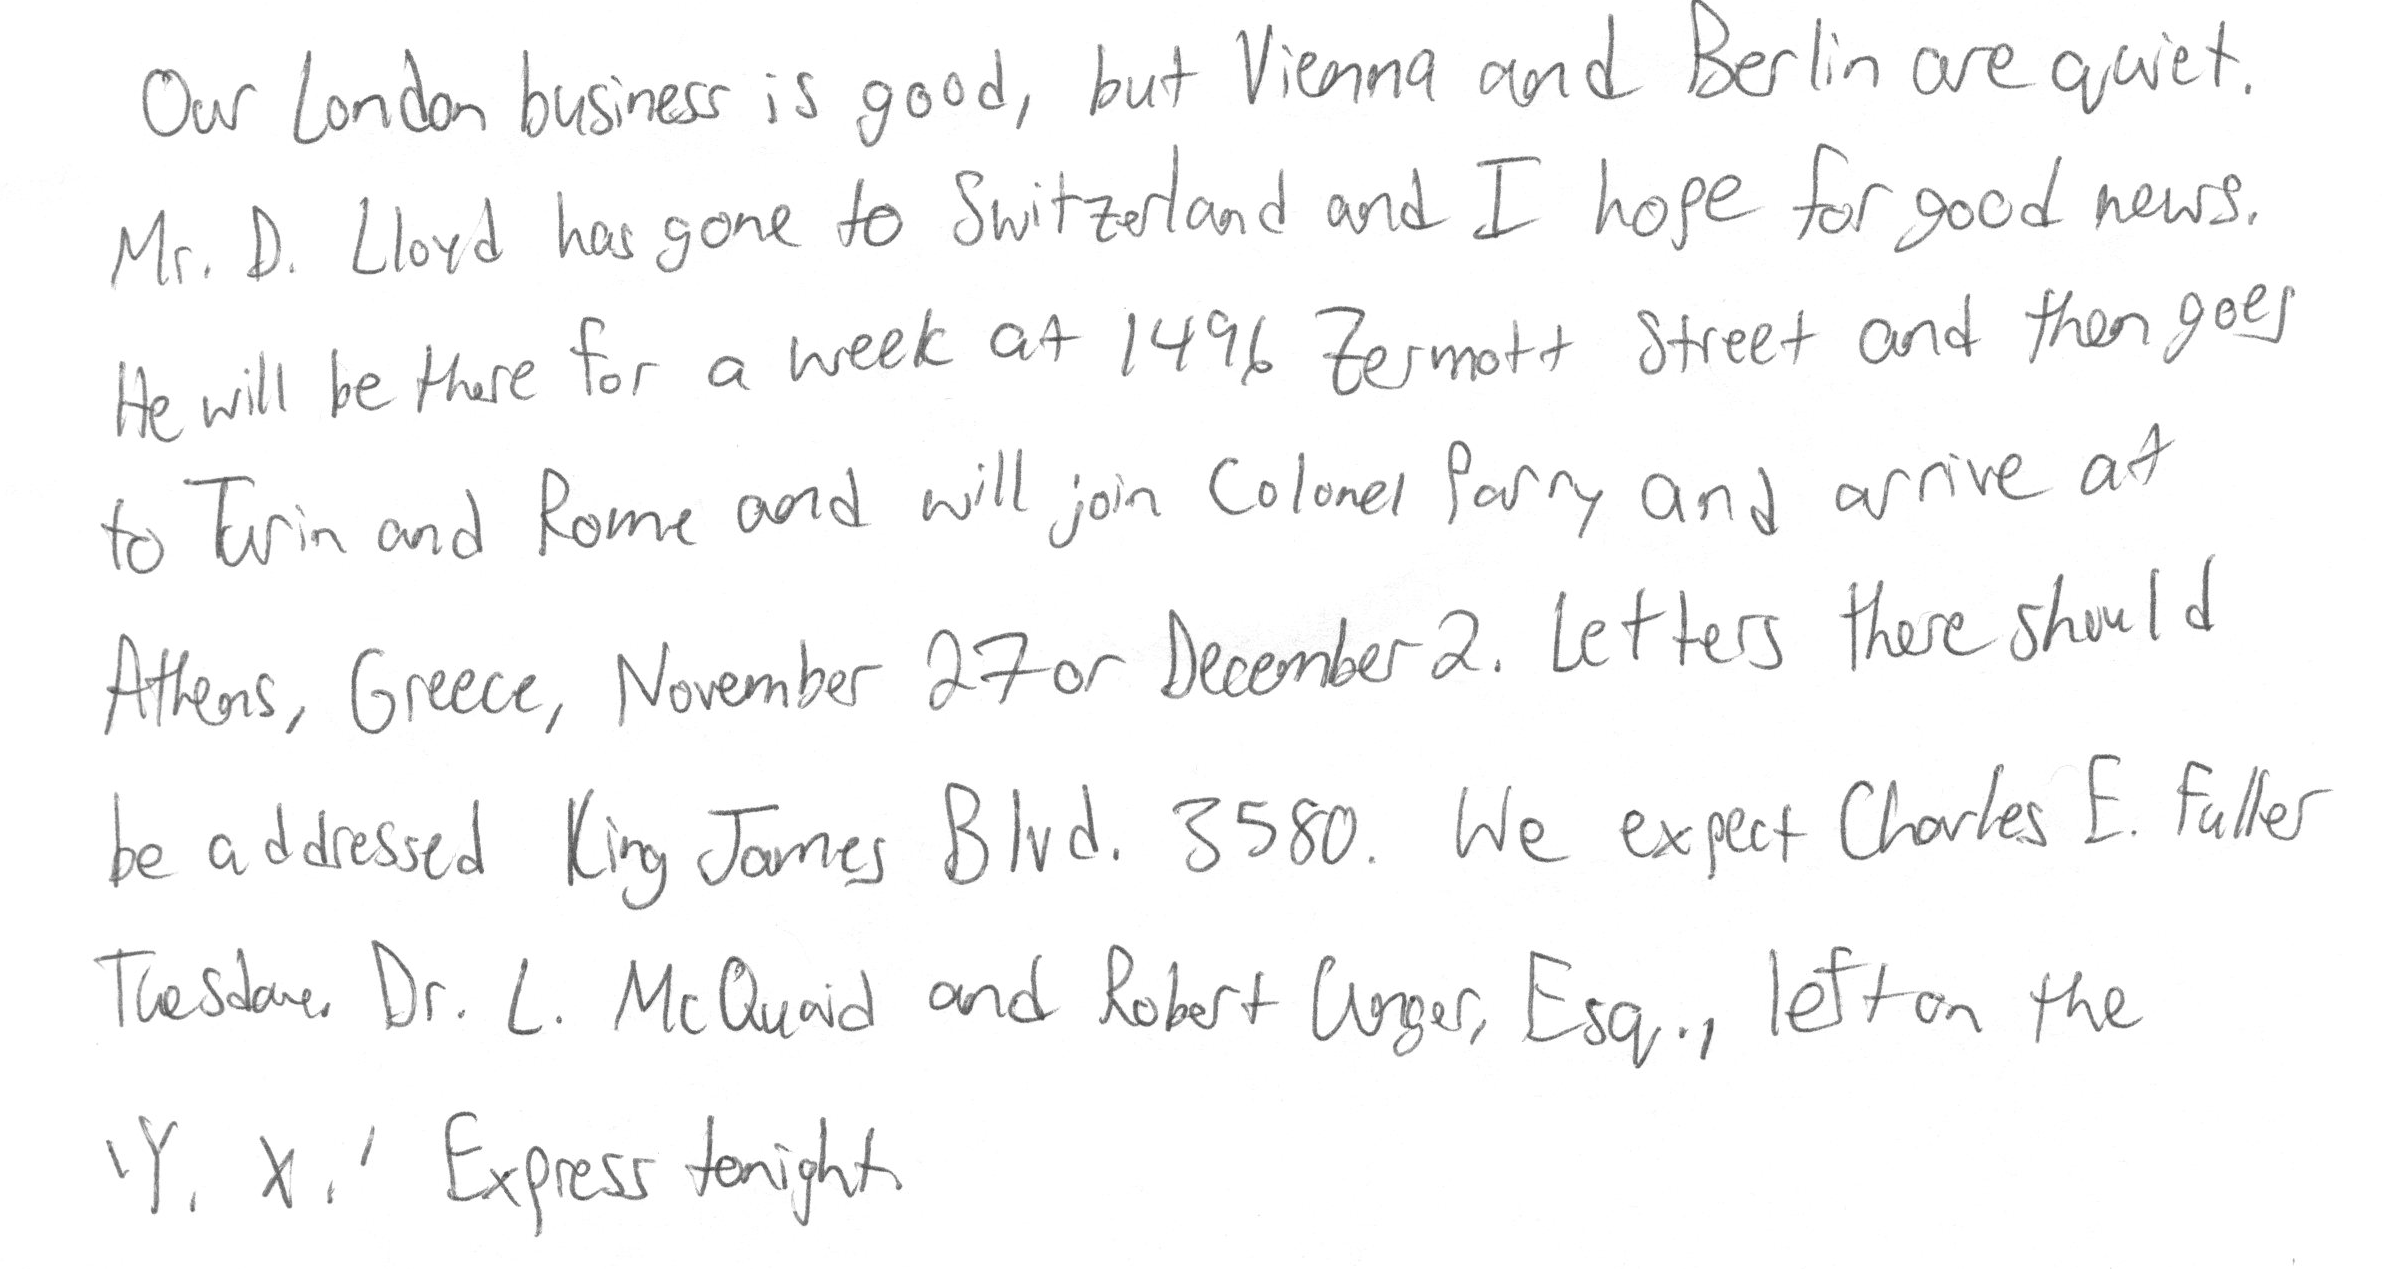 Our London business is good, but Vienna and Berlin are quiet.
Mr. D. Lloyd has gone to Switzerland and I hope for good news.
He will be there for a week at 1496 Zermott Street and then goes
to Turin and Rome and will join Colonel Parry and arrive at
Athens, Greece, November 27 or December 2. Letters there should
be addressed King James Blvd. 3580. We expect Charles E. Fuller
Tuesday. Dr. L. McQuaid and Robert Unger, Esq., left on the
'Y. X.' Express tonight.